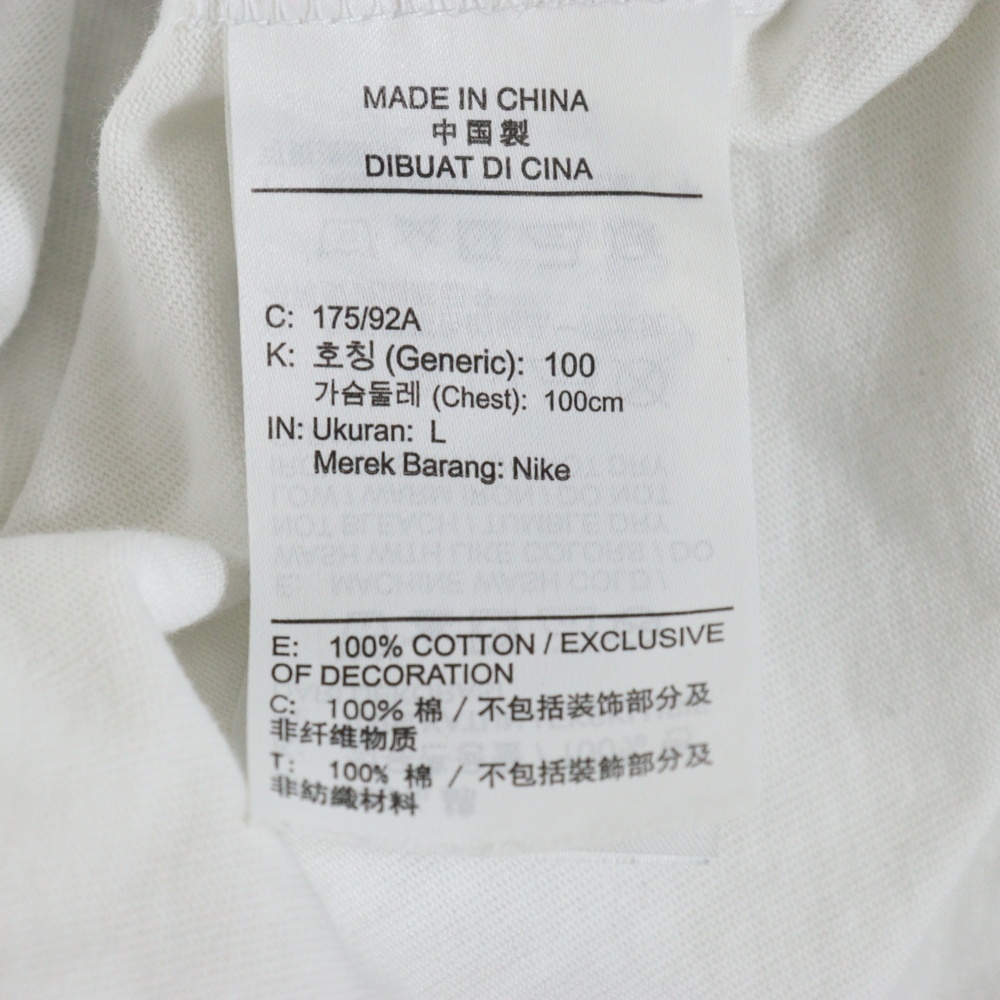 MADE IN CHINA
中国製
DIBUAT DI CINA
C: 175/92A
K: 호칭 (Generic): 100
가슴둘레 (Chest): 100cm
IN: Ukuran: L
Merek Barang: Nike
E: 100% COTTON / EXCLUSIVE
OF DECORATION
C: 100% 棉 / 不包括装饰部分及
非纤维物质
T: 100% 棉 / 不包括裝飾部分及
非紡織材料